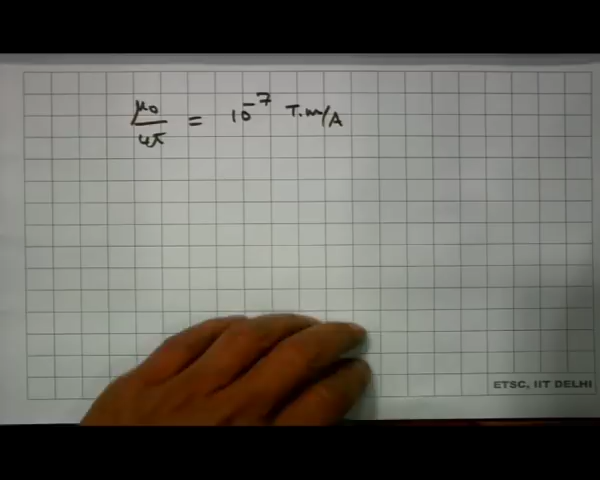 μ₀/4π = 10⁻⁷ T.m/A
ETSC, IIT DELHI